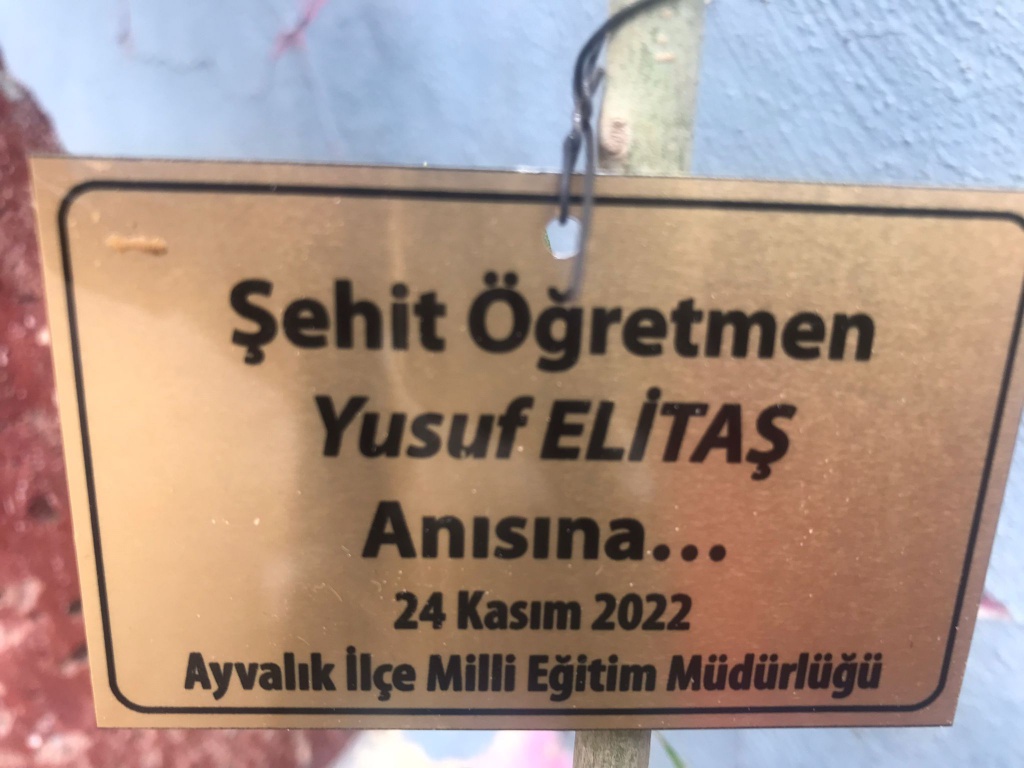 Şehit Öğretmen
Yusuf ELİTAŞ
Anısına...
24 Kasım 2022
Ayvalık İlçe Milli Eğitim Müdürlüğü